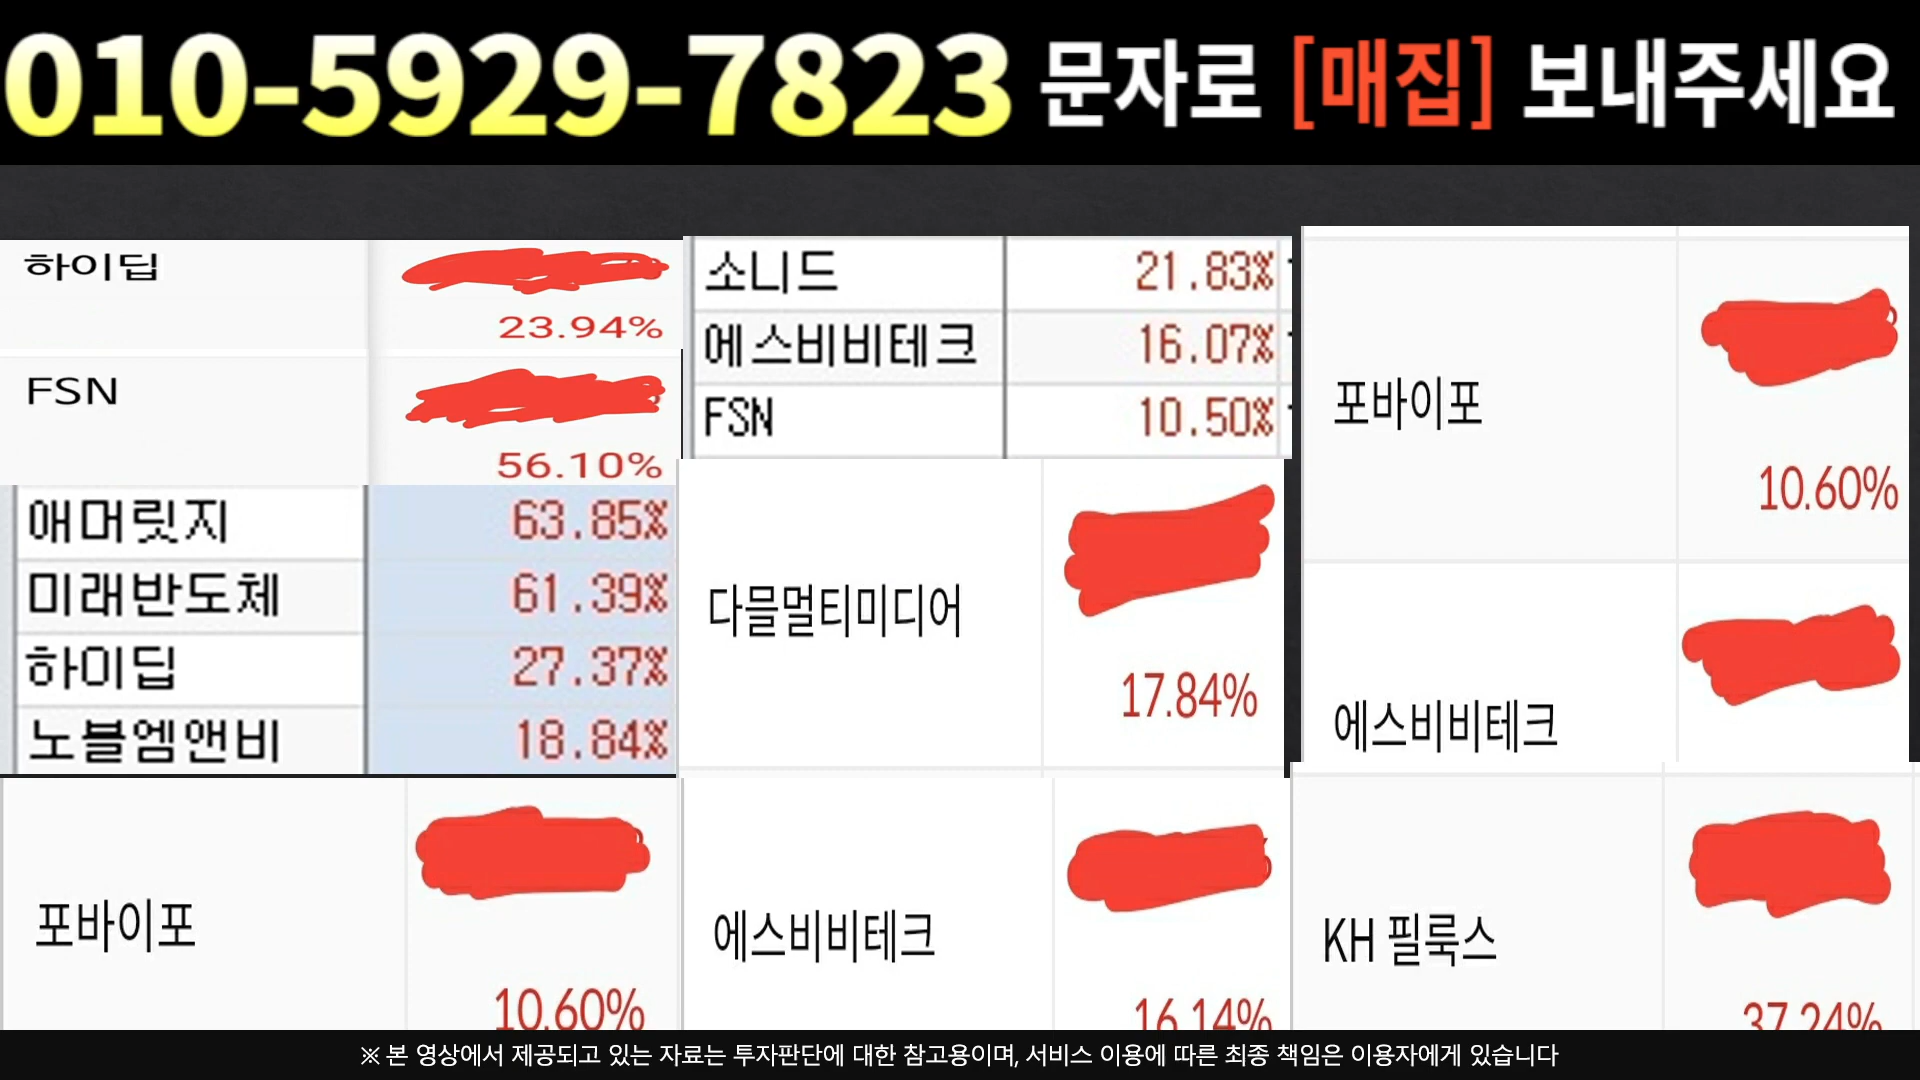 010-5929-7823 문자로 [매집] 보내주세요
하이딥
23.94%
FSN
56.10%
애머릿지 63.85%
미래반도체 61.39%
하이딥 27.37%
노블엠앤비 18.84%
소니드 21.83%
에스비비테크 16.07%
FSN 10.50%
다믈멀티미디어
17.84%
포바이포
10.60%
에스비비테크
포바이포
10.60%
에스비비테크
16.14%
KH 필룩스
37.24%
※ 본 영상에서 제공되고 있는 자료는 투자판단에 대한 참고용이며, 서비스 이용에 따른 최종 책임은 이용자에게 있습니다